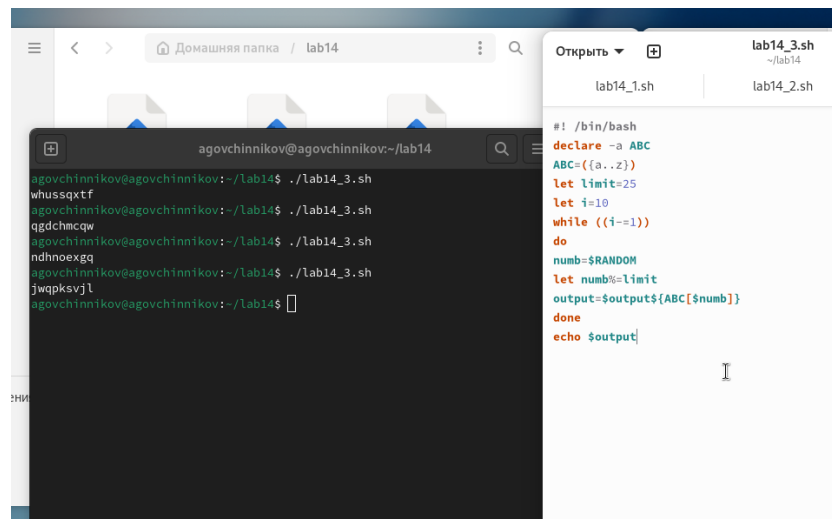 Домашняя папка / lab14
agovchinnikov@agovchinnikov:~/lab14
agovchinnikov@agovchinnikov:~/lab14$ ./lab14_3.sh
whussqxtf
agovchinnikov@agovchinnikov:~/lab14$ ./lab14_3.sh
qgdchmcqw
agovchinnikov@agovchinnikov:~/lab14$ ./lab14_3.sh
ndhnoexgq
agovchinnikov@agovchinnikov:~/lab14$ ./lab14_3.sh
jwqpksvjl
agovchinnikov@agovchinnikov:~/lab14$
Открыть
lab14_3.sh
~/lab14
lab14_1.sh
lab14_2.sh
#! /bin/bash
declare -a ABC
ABC=({a..z})
let limit=25
let i=10
while ((i-=1))
do
numb=$RANDOM
let numb%=limit
output=$output${ABC[$numb]}
done
echo $output